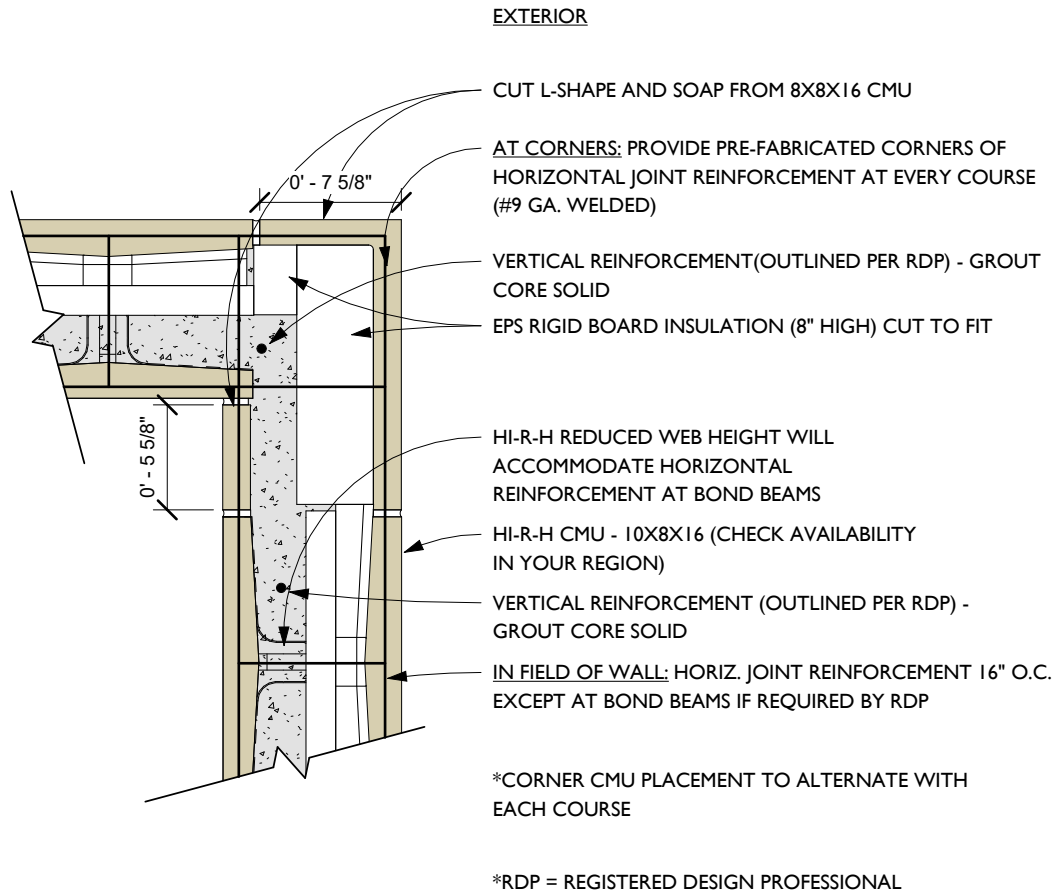 EXTERIOR
CUT L-SHAPE AND SOAP FROM 8X8X16 CMU
AT CORNERS: PROVIDE PRE-FABRICATED CORNERS OF
HORIZONTAL JOINT REINFORCEMENT AT EVERY COURSE
(#9 GA. WELDED)
0' - 7 5/8"
VERTICAL REINFORCEMENT(OUTLINED PER RDP) - GROUT
CORE SOLID
EPS RIGID BOARD INSULATION (8" HIGH) CUT TO FIT
0' - 5 5/8"
HI-R-H REDUCED WEB HEIGHT WILL
ACCOMMODATE HORIZONTAL
REINFORCEMENT AT BOND BEAMS
HI-R-H CMU - 10X8X16 (CHECK AVAILABILITY
IN YOUR REGION)
VERTICAL REINFORCEMENT (OUTLINED PER RDP) -
GROUT CORE SOLID
IN FIELD OF WALL: HORIZ. JOINT REINFORCEMENT 16" O.C.
EXCEPT AT BOND BEAMS IF REQUIRED BY RDP
*CORNER CMU PLACEMENT TO ALTERNATE WITH
EACH COURSE
*RDP = REGISTERED DESIGN PROFESSIONAL